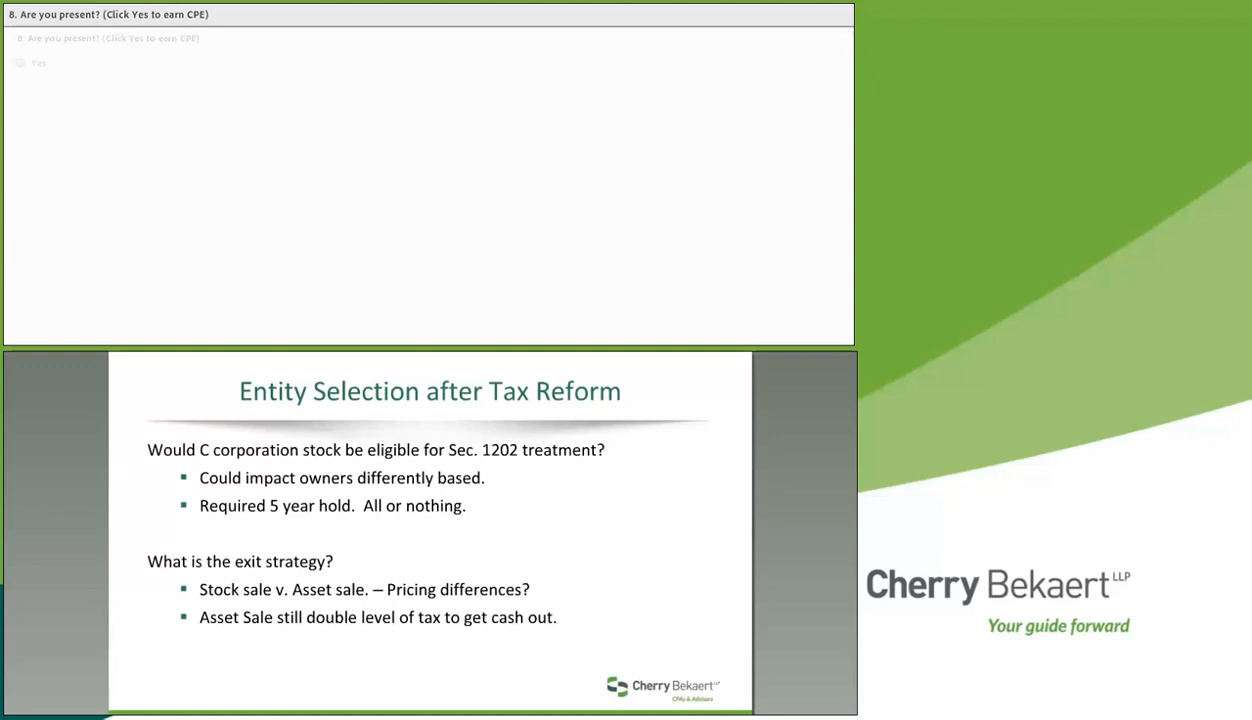 8. Are you present? (Click Yes to earn CPE)
8. Are you present? (Click Yes to earn CPE)
Yes
Entity Selection after Tax Reform
Would C corporation stock be eligible for Sec. 1202 treatment?
▪ Could impact owners differently based.
▪ Required 5 year hold.  All or nothing.
What is the exit strategy?
▪ Stock sale v. Asset sale. – Pricing differences?
▪ Asset Sale still double level of tax to get cash out.
Cherry Bekaert LLP
CPAs & Advisors
Cherry Bekaert LLP
Your guide forward